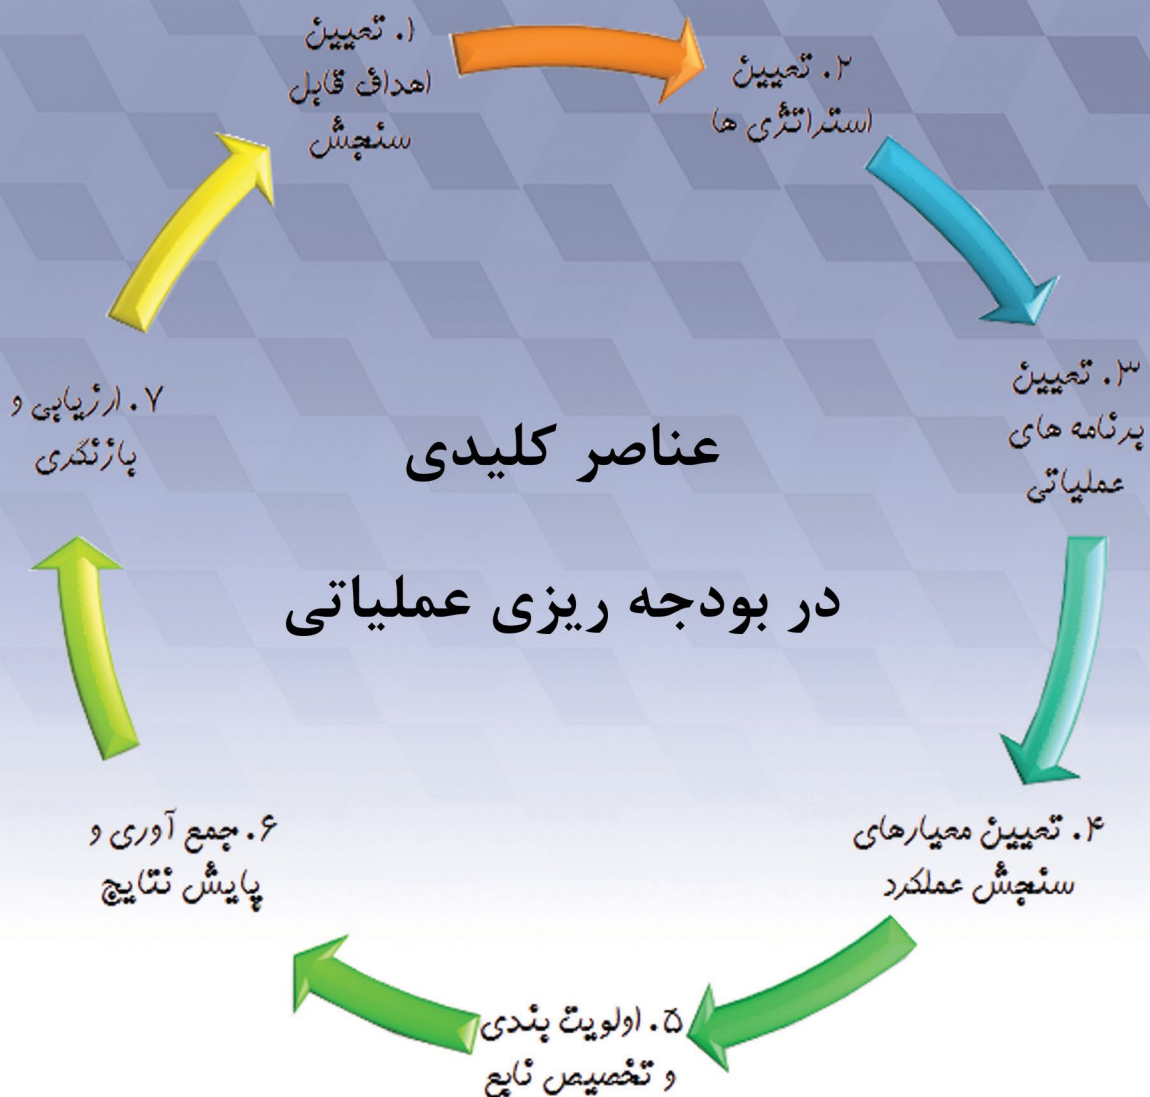 ۱. تعیین
اهداف قابل
سنجش
۲. تعیین
استراتژی ها
۳. تعیین
برنامه های
عملیاتی
۴. تعیین معیارهای
سنجش عملکرد
۵. اولویت بندی
و تخصیص نابع
۶. جمع آوری و
پایش نتایج
۷. ارزیابی و
بازنگری
عناصر کلیدی
در بودجه ریزی عملیاتی